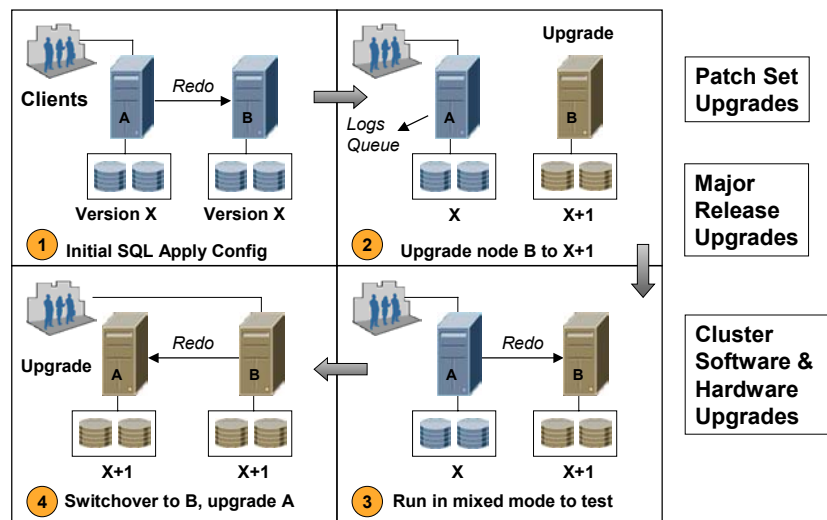 Clients
Redo
A
B
Version X
Version X
1 Initial SQL Apply Config
Upgrade
Logs
Queue
A
B
X
X+1
2 Upgrade node B to X+1
Redo
A
B
X
X+1
3 Run in mixed mode to test
Upgrade
Redo
A
B
X+1
X+1
4 Switchover to B, upgrade A
Patch Set
Upgrades
Major
Release
Upgrades
Cluster
Software &
Hardware
Upgrades